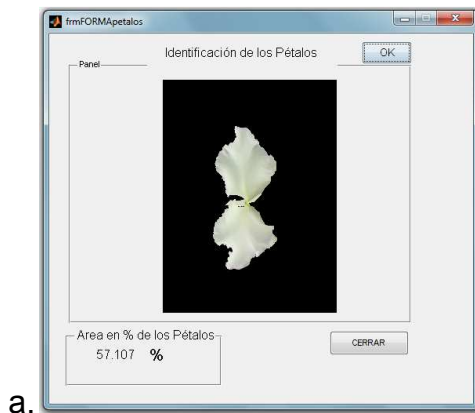 frmFORMApetalos
Identificación de los Pétalos
OK
Panel
Area en % de los Pétalos
57.107 %
CERRAR
a.